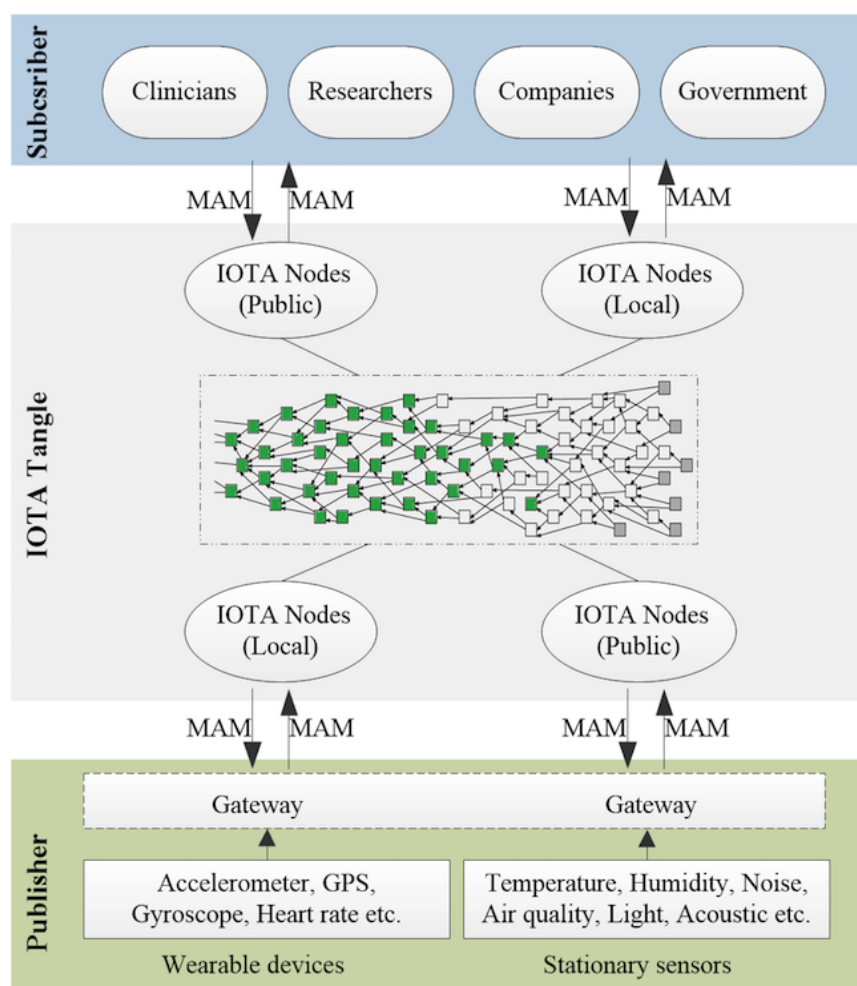 Subcsriber
Clinicians
Researchers
Companies
Government
MAM
MAM
MAM
MAM
IOTA Tangle
IOTA Nodes
(Public)
IOTA Nodes
(Local)
IOTA Nodes
(Local)
IOTA Nodes
(Public)
MAM
MAM
MAM
MAM
Publisher
Gateway
Gateway
Accelerometer, GPS,
Gyroscope, Heart rate etc.
Temperature, Humidity, Noise,
Air quality, Light, Acoustic etc.
Wearable devices
Stationary sensors